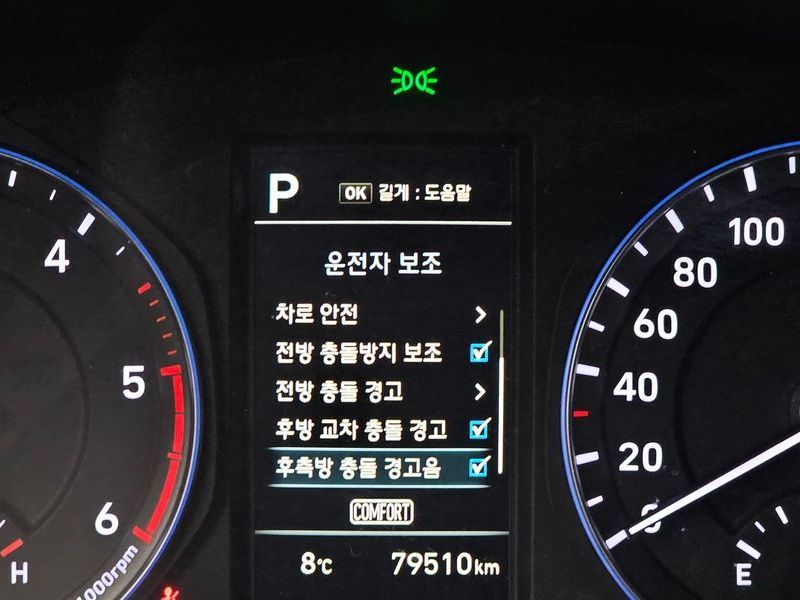 P OK 길게 : 도움말
운전자 보조
차로 안전
전방 충돌방지 보조
전방 충돌 경고
후방 교차 충돌 경고
후측방 충돌 경고음
COMFORT
8℃ 79510km
4
5
6
H
1000rpm
100
80
60
40
20
0
E